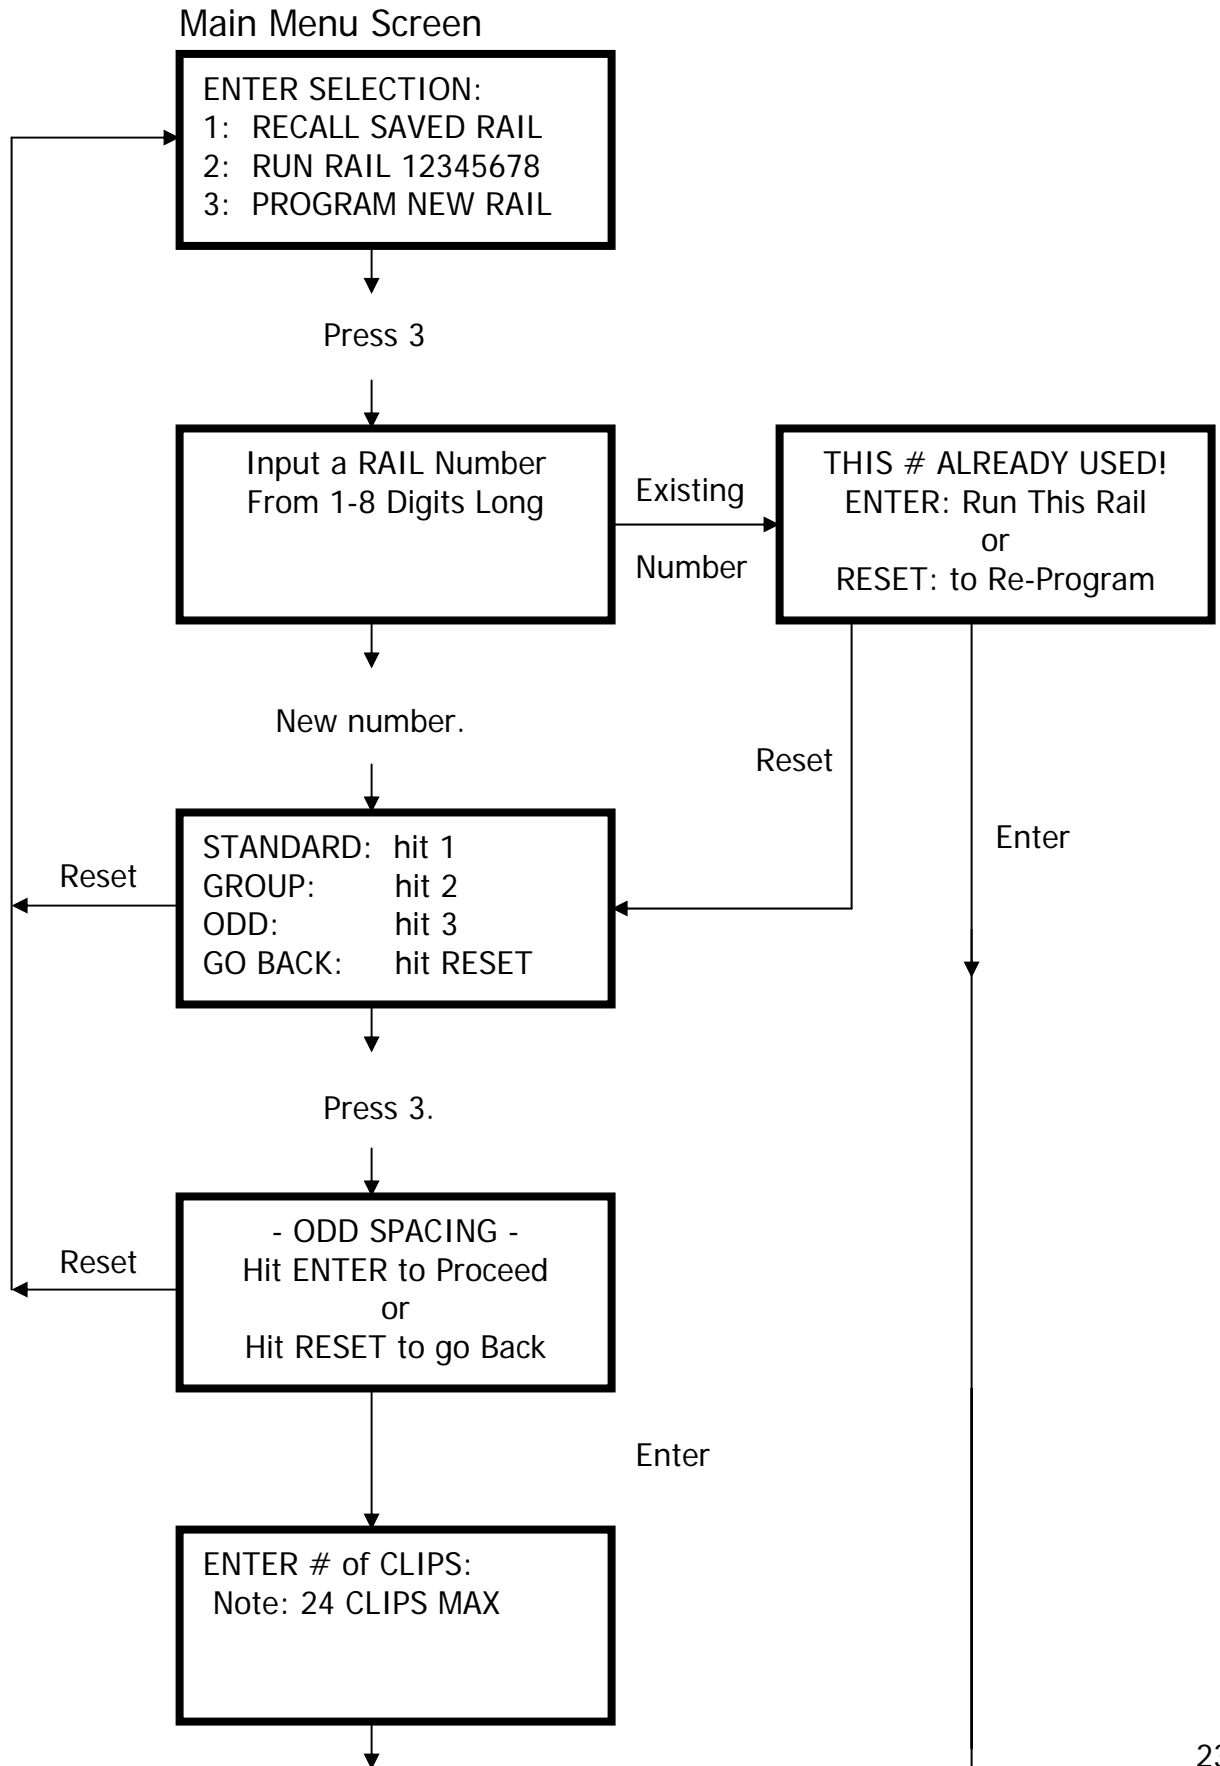 Main Menu Screen
ENTER SELECTION:
1: RECALL SAVED RAIL
2: RUN RAIL 12345678
3: PROGRAM NEW RAIL
Press 3
Input a RAIL Number
From 1-8 Digits Long
Existing
Number
THIS # ALREADY USED!
ENTER: Run This Rail
or
RESET: to Re-Program
New number.
Reset
Enter
STANDARD: hit 1
GROUP: hit 2
ODD: hit 3
GO BACK: hit RESET
Reset
Press 3.
- ODD SPACING -
Hit ENTER to Proceed
or
Hit RESET to go Back
Reset
Enter
ENTER # of CLIPS:
Note: 24 CLIPS MAX